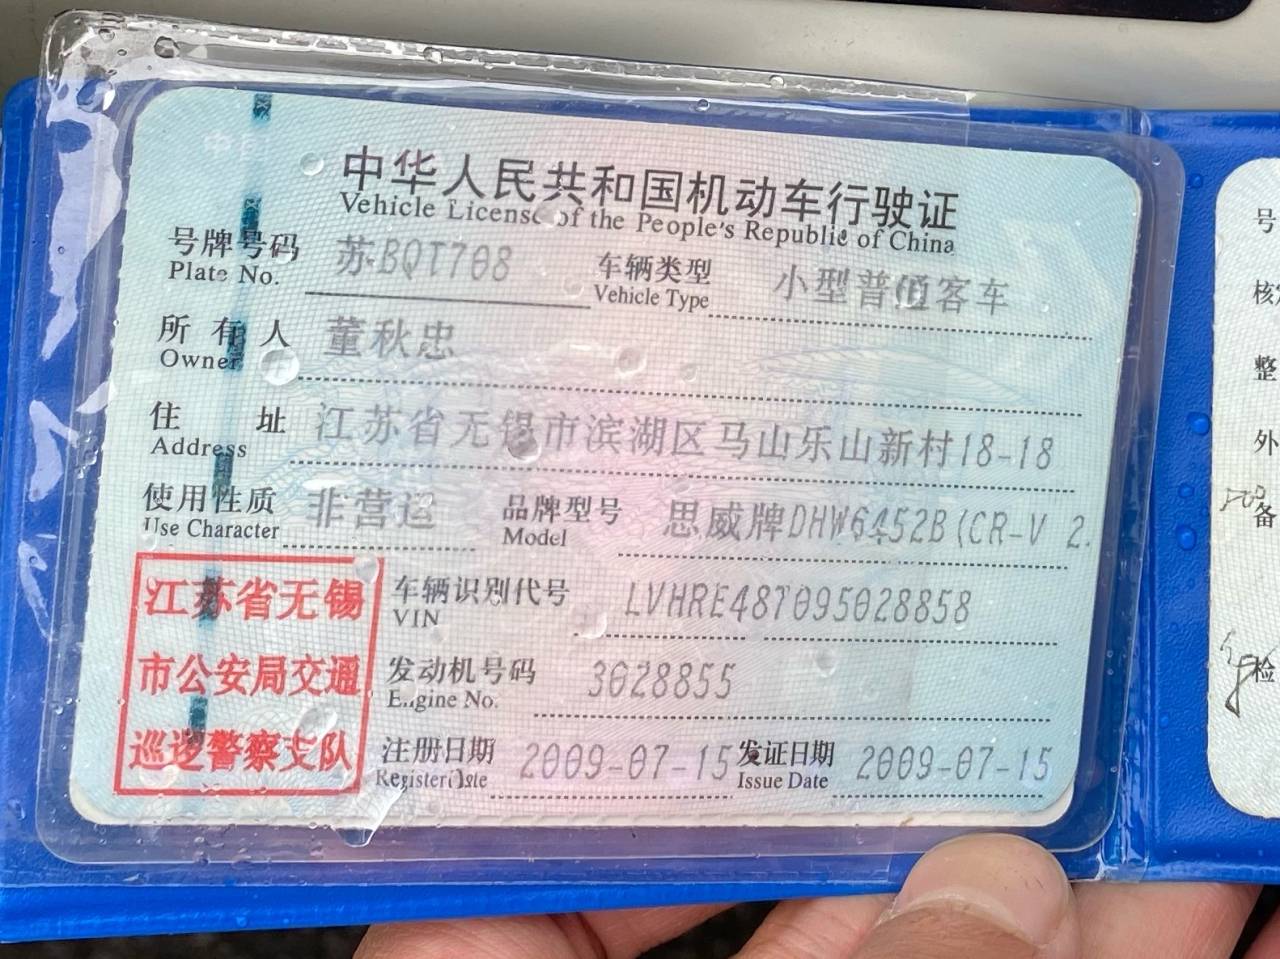 中华人民共和国机动车行驶证
Vehicle License of the People's Republic of China
号牌号码 苏BQT708 车辆类型 小型普通客车
Plate No. Vehicle Type
所有人 董秋忠
Owner
住址 江苏省无锡市滨湖区马山乐山新村18-18
Address
使用性质 非营运 品牌型号 思威牌DHW6452B(CR-V 2.
Use Character Model
江苏省无锡
市公安局交通
巡逻警察支队
车辆识别代号 LVHRE487095028858
VIN
发动机号码 3028855
Engine No.
注册日期 2009-07-15 发证日期 2009-07-15
Register Date Issue Date
号
核
整
外
备
检